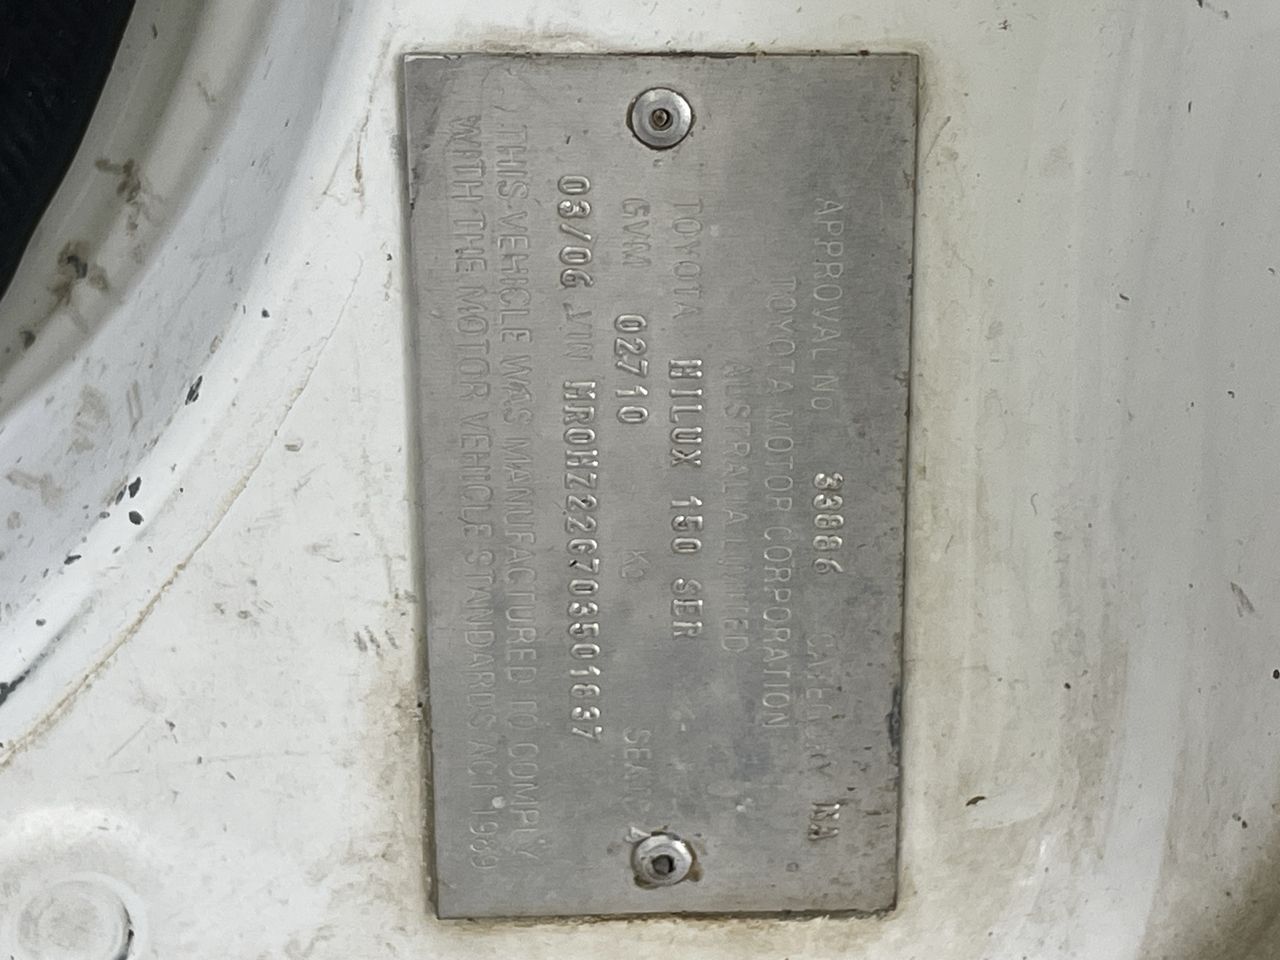 APPROVAL NO 33886 CATEGORY NA
TOYOTA MOTOR CORPORATION
AUSTRALIA LIMITED
TOYOTA HILUX 150 SER
GVM 02710 KG SEATS
03/06 VIN MR0HZ22G703501837
THIS VEHICLE WAS MANUFACTURED TO COMPLY
WITH THE MOTOR VEHICLE STANDARDS ACT 1989